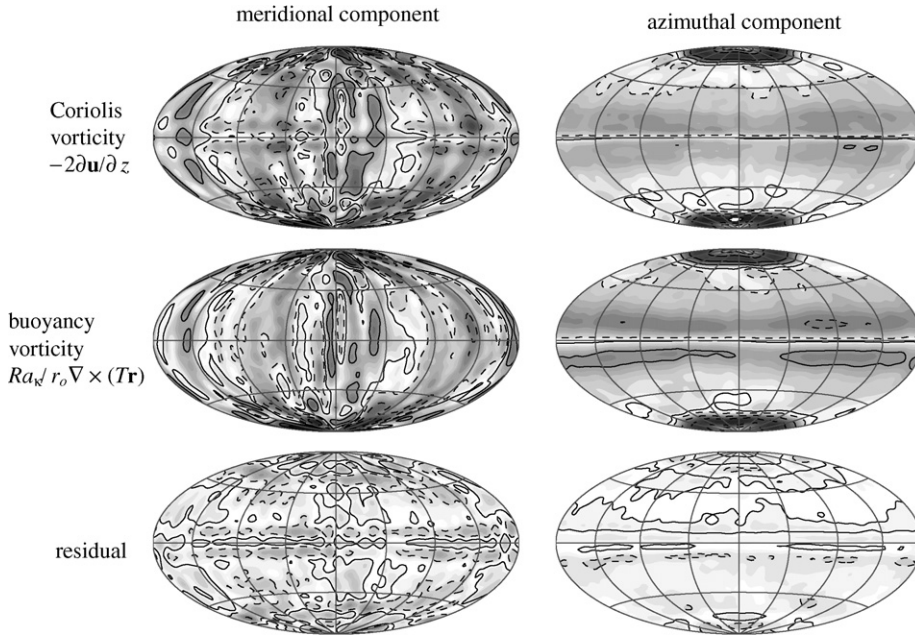 meridional component
azimuthal component
Coriolis
vorticity
−2∂u/∂z
buoyancy
vorticity
Raκ/ rₒ∇ × (Tr)
residual